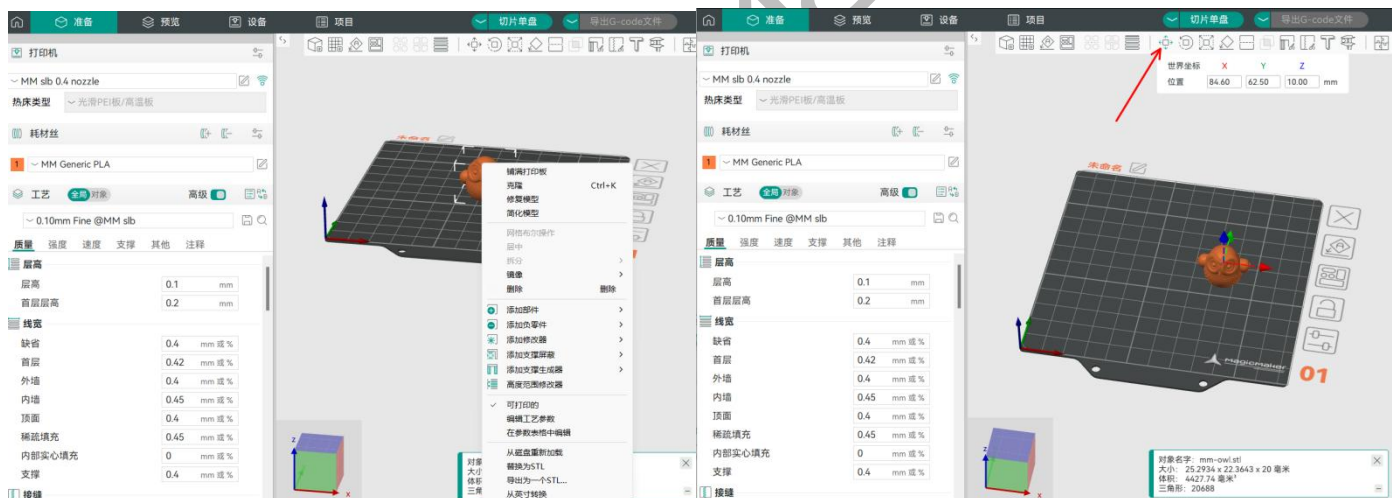 准备
预览
设备
项目
切片单盘
导出G-code文件
打印机
MM slb 0.4 nozzle
热床类型
光滑PEI板/高温板
耗材丝
1
MM Generic PLA
工艺
全局 对象
高级
0.10mm Fine @MM slb
质量 强度 速度 支撑 其他 注释
层高
层高 0.1 mm
首层层高 0.2 mm
线宽
缺省 0.4 mm 或 %
首层 0.42 mm 或 %
外墙 0.4 mm 或 %
内墙 0.45 mm 或 %
顶面 0.4 mm 或 %
稀疏填充 0.45 mm 或 %
内部实心填充 0 mm 或 %
支撑 0.4 mm 或 %
接缝
未命名
铺满打印板
克隆 Ctrl+K
修复模型
简化模型
网格布尔操作
层中
拆分
镜像
删除 删除
添加部件
添加负零件
添加修改器
添加支撑屏蔽
添加支撑生成器
高度范围修改器
可打印的
编辑工艺参数
在参数表格中编辑
从磁盘重新加载
替换为STL
导出为一个STL...
从英寸转换
z
x
准备
预览
设备
项目
切片单盘
导出G-code文件
打印机
MM slb 0.4 nozzle
热床类型
光滑PEI板/高温板
耗材丝
1
MM Generic PLA
工艺
全局 对象
高级
0.10mm Fine @MM slb
质量 强度 速度 支撑 其他 注释
层高
层高 0.1 mm
首层层高 0.2 mm
线宽
缺省 0.4 mm 或 %
首层 0.42 mm 或 %
外墙 0.4 mm 或 %
内墙 0.45 mm 或 %
顶面 0.4 mm 或 %
稀疏填充 0.45 mm 或 %
内部实心填充 0 mm 或 %
支撑 0.4 mm 或 %
接缝
世界坐标 X Y Z
位置 84.60 62.50 10.00 mm
未命名
Magicmaker
01
z
x
对象名字: mm-owl.stl
大小: 25.2934 x 22.3643 x 20 毫米
体积: 4427.74 毫米³
三角形: 20688